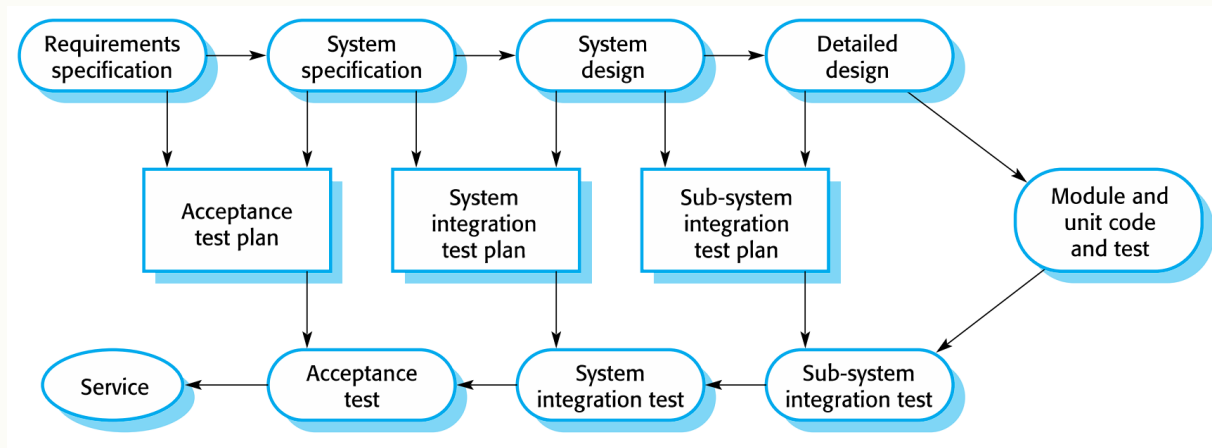 Requirements
specification
System
specification
System
design
Detailed
design
Acceptance
test plan
System
integration
test plan
Sub-system
integration
test plan
Module and
unit code
and test
Service
Acceptance
test
System
integration test
Sub-system
integration test